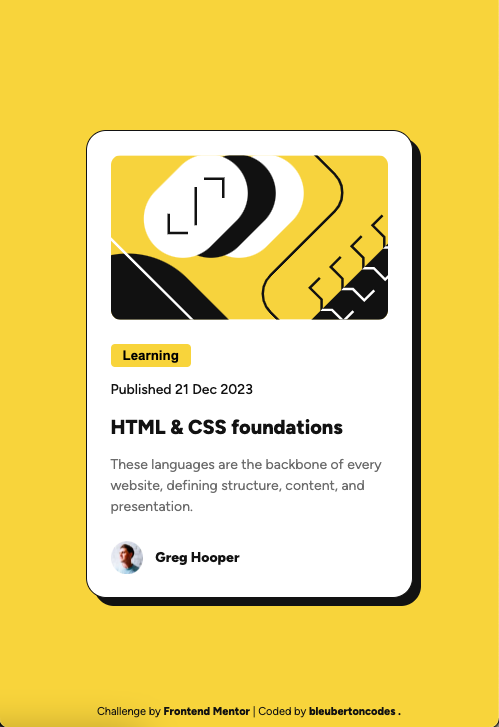 Learning
Published 21 Dec 2023
HTML & CSS foundations
These languages are the backbone of every
website, defining structure, content, and
presentation.
Greg Hooper
Challenge by Frontend Mentor | Coded by bleubertoncodes .